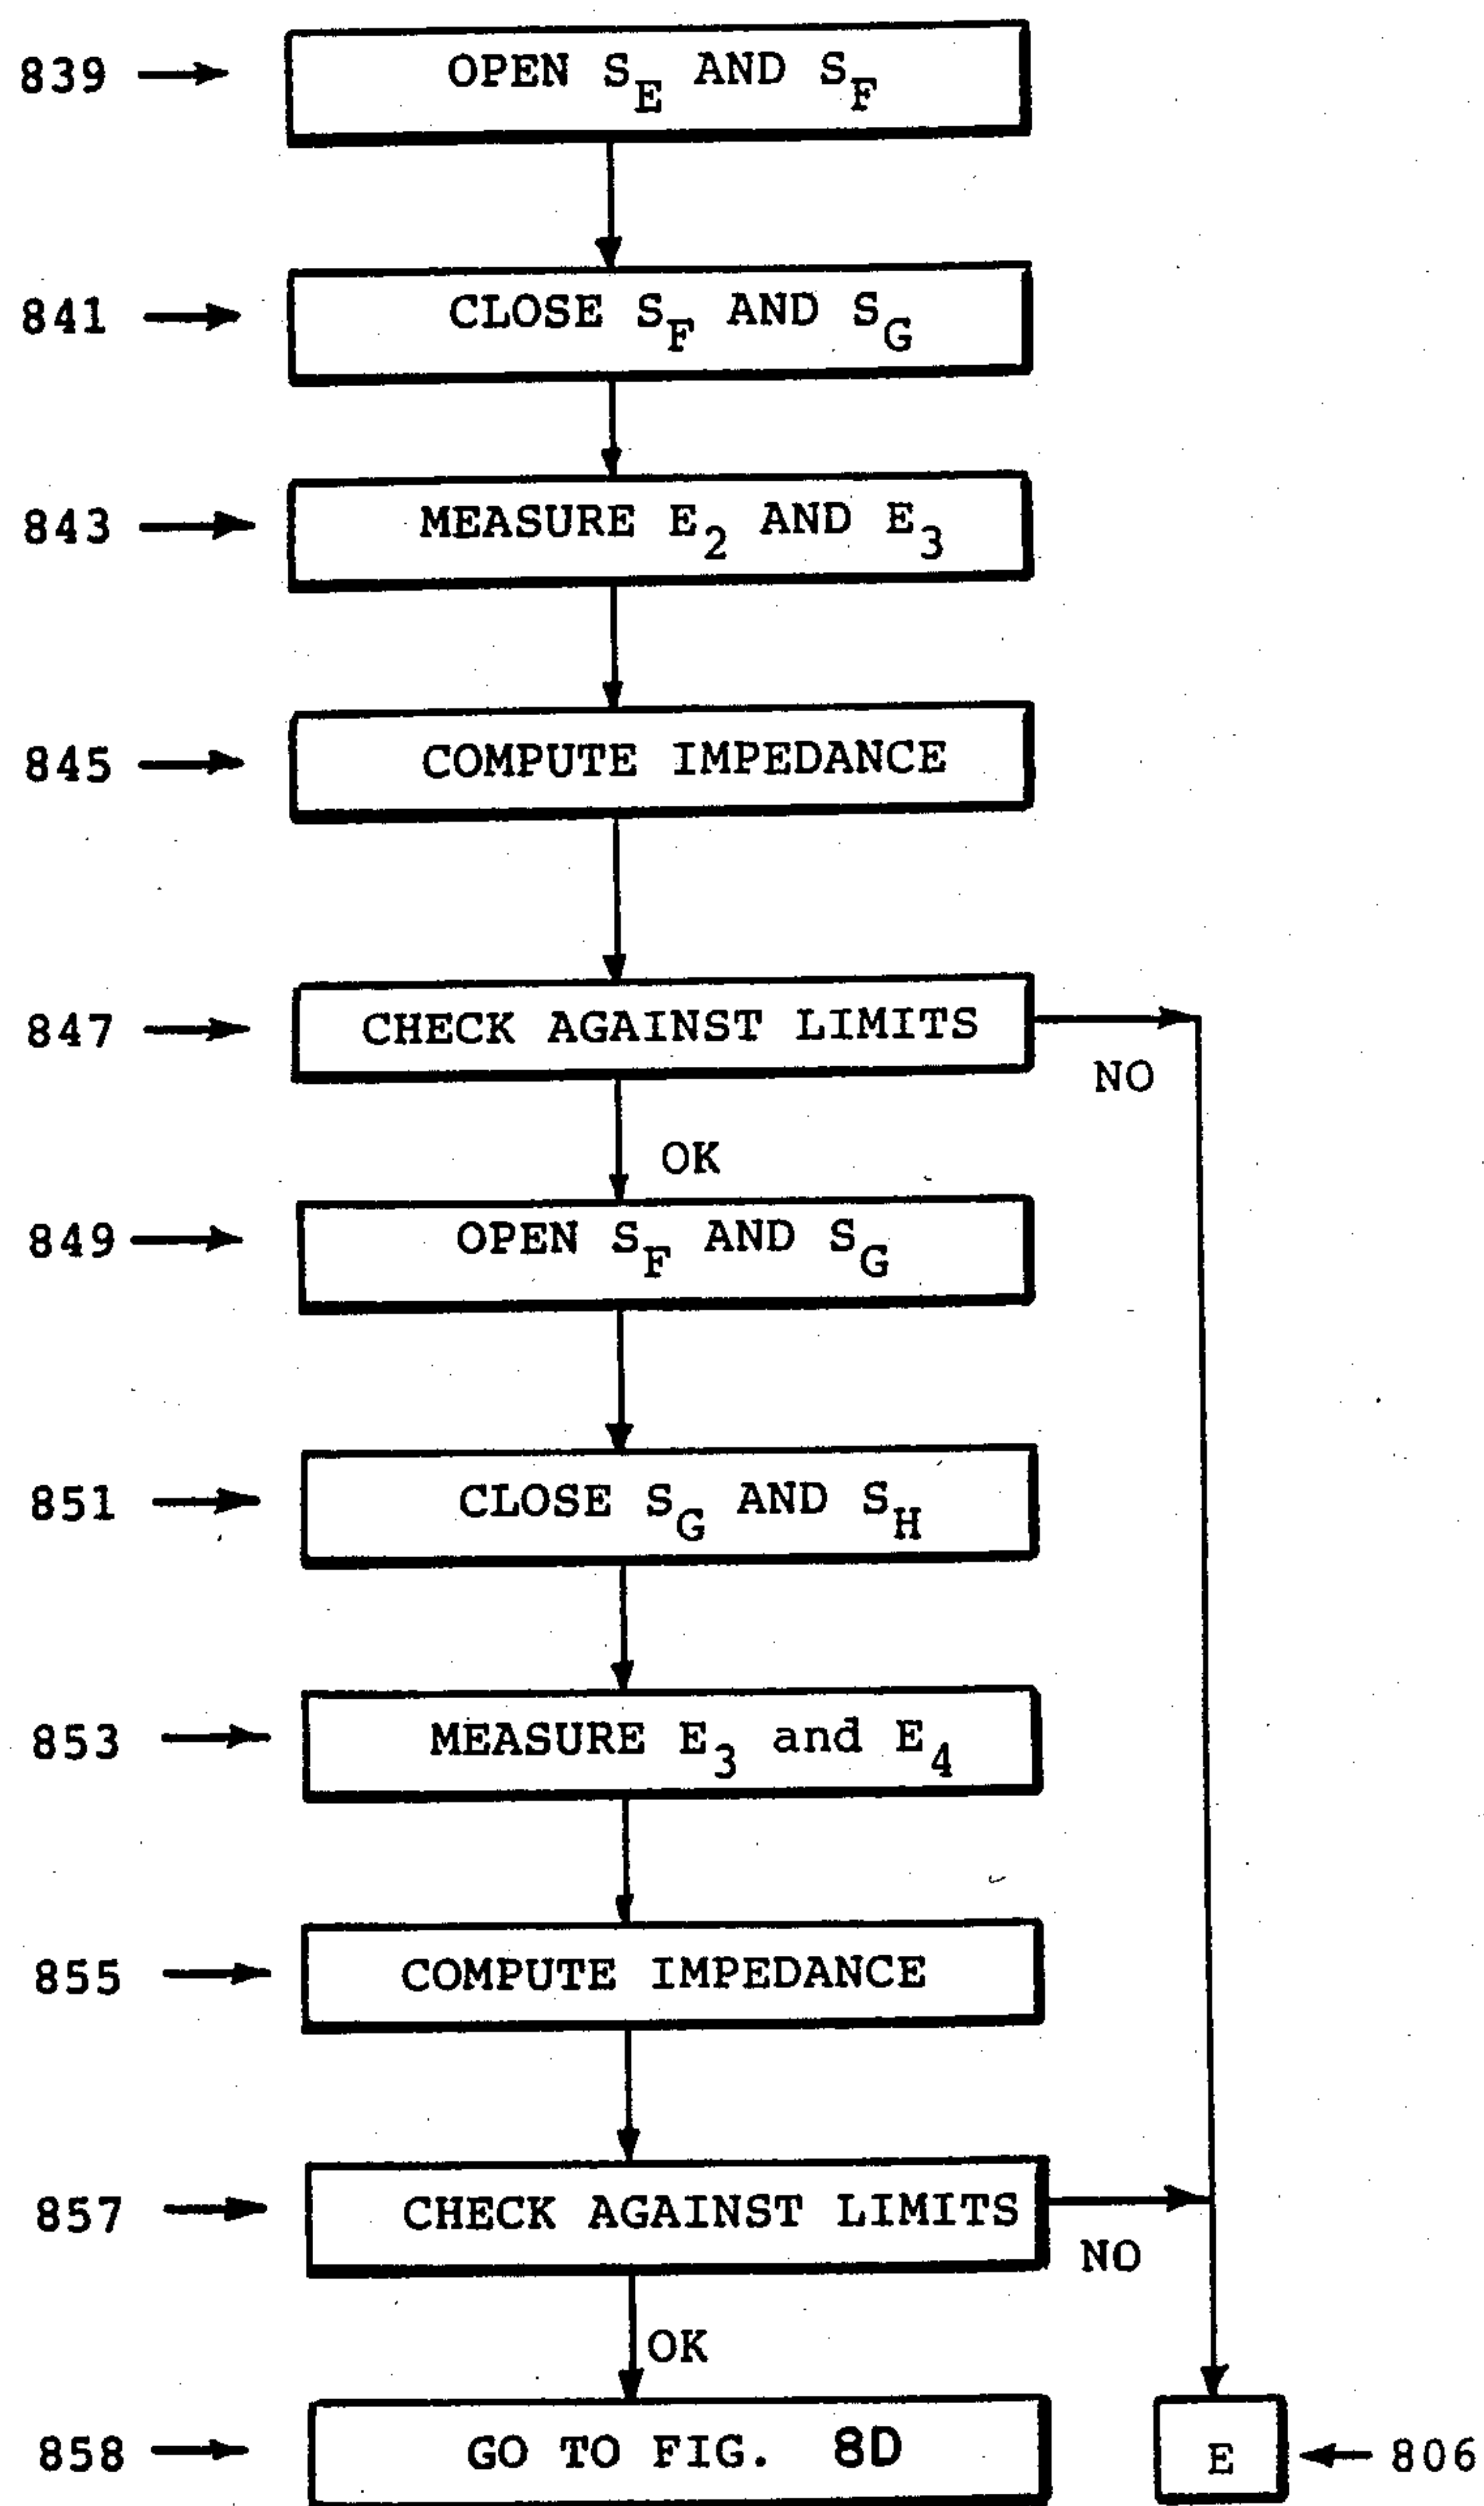 839 OPEN S_E AND S_F
841 CLOSE S_F AND S_G
843 MEASURE E_2 AND E_3
845 COMPUTE IMPEDANCE
847 CHECK AGAINST LIMITS
NO
OK
849 OPEN S_F AND S_G
851 CLOSE S_G AND S_H
853 MEASURE E_3 and E_4
855 COMPUTE IMPEDANCE
857 CHECK AGAINST LIMITS
NO
OK
858 GO TO FIG. 8D
E 806